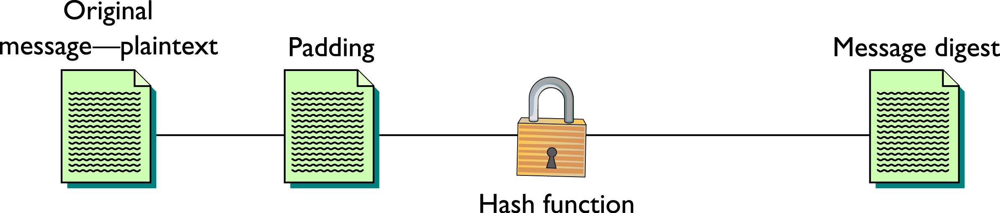 Original
message—plaintext
Padding
Message digest
Hash function